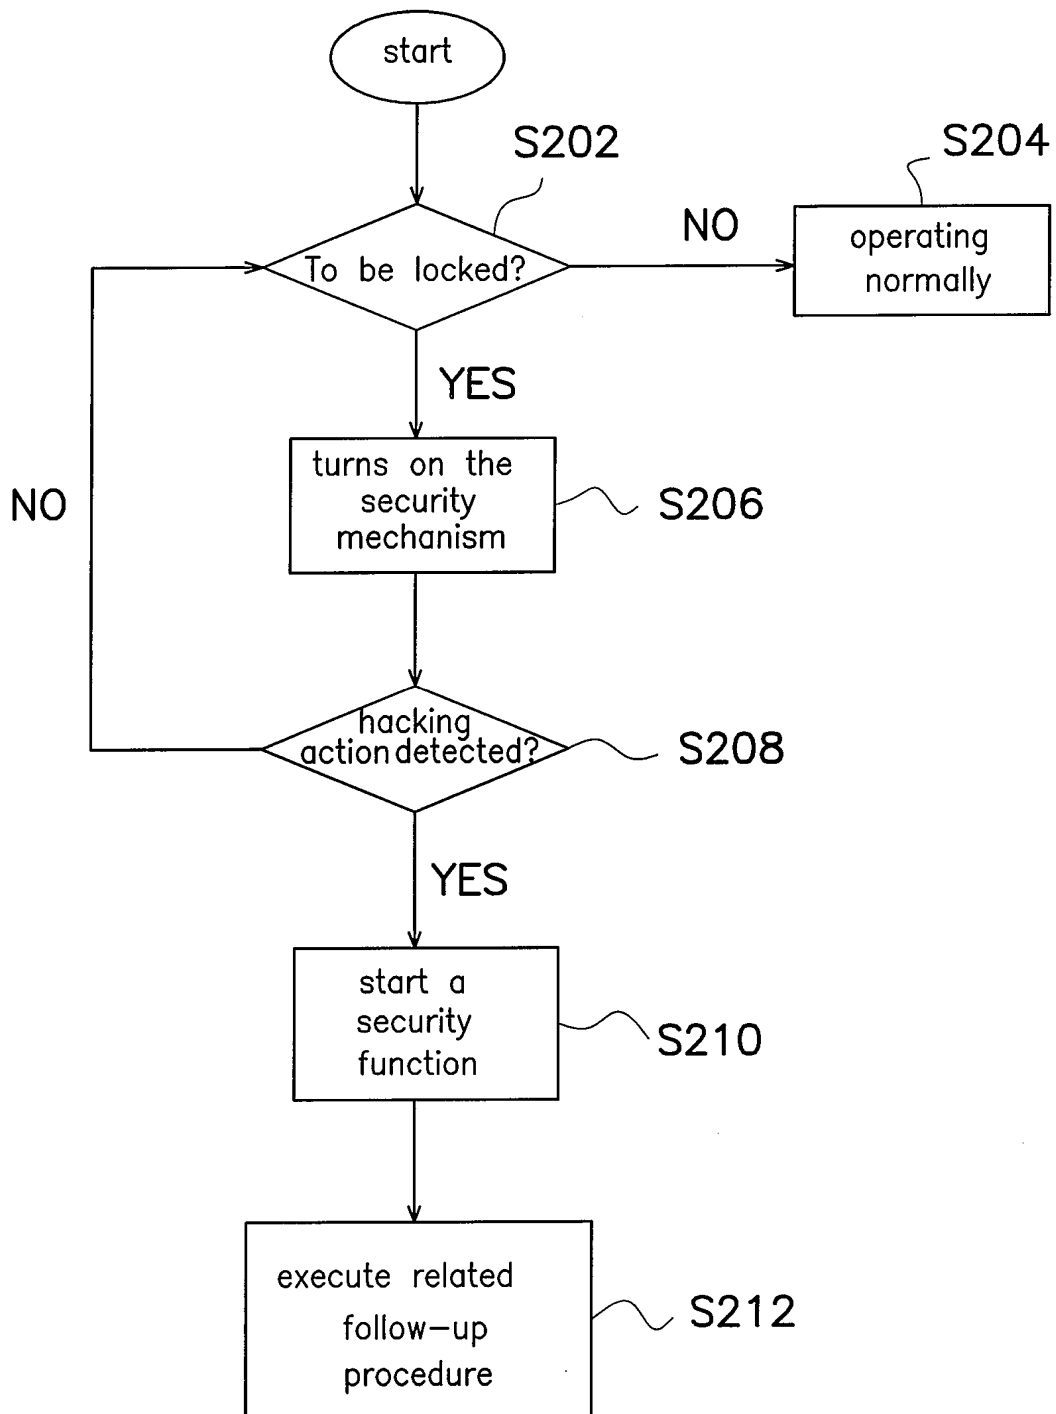 start
S202
S204
To be locked?
NO
operating
normally
YES
turns on the
security
mechanism
S206
NO
hacking
action detected?
S208
YES
start a
security
function
S210
execute related
follow-up
procedure
S212